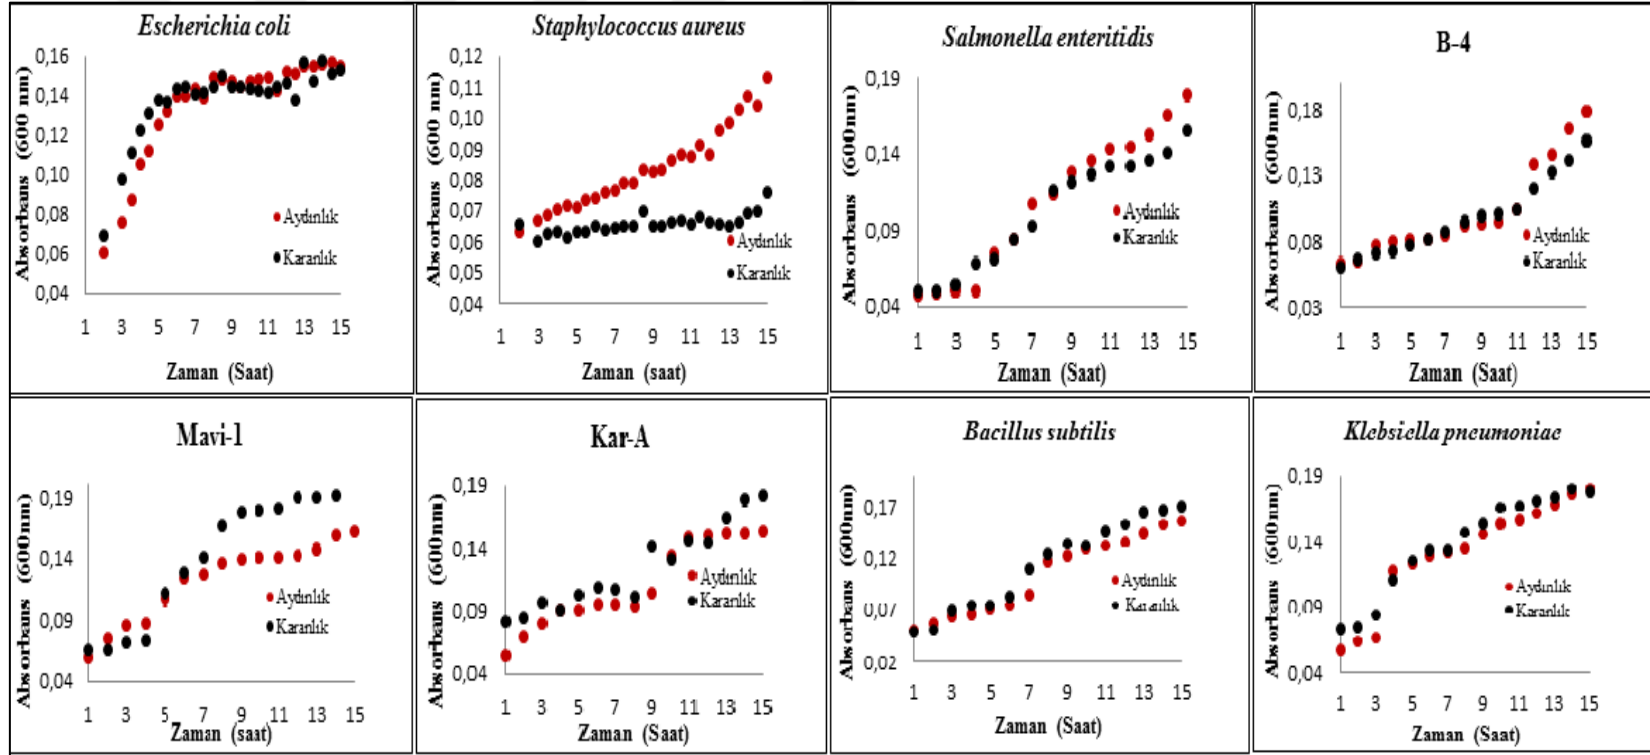 Escherichia coli
Absorbans (600 nm)
0,16
0,14
0,12
0,10
0,08
0,06
0,04
Aydınlık
Karanlık
1 3 5 7 9 11 13 15
Zaman (Saat)
Staphylococcus aureus
Absorbans (600 nm)
0,12
0,11
0,10
0,09
0,08
0,07
0,06
0,05
0,04
Aydınlık
Karanlık
1 3 5 7 9 11 13 15
Zaman (saat)
Salmonella enteritidis
Absorbans (600nm)
0,19
0,14
0,09
0,04
Aydınlık
Karanlık
1 3 5 7 9 11 13 15
Zaman (Saat)
B-4
Absorbans (600nm)
0,18
0,13
0,08
0,03
Aydınlık
Karanlık
1 3 5 7 9 11 13 15
Zaman (Saat)
Mavi-1
Absorbans (600nm)
0,19
0,14
0,09
0,04
Aydınlık
Karanlık
1 3 5 7 9 11 13 15
Zaman (saat)
Kar-A
Absorbans (600nm)
0,19
0,14
0,09
0,04
Aydınlık
Karanlık
1 3 5 7 9 11 13 15
Zaman (Saat)
Bacillus subtilis
Absorbans (600nm)
0,17
0,12
0,07
0,02
Aydınlık
Karanlık
1 3 5 7 9 11 13 15
Zaman (Saat)
Klebsiella pneumoniae
Absorbans (600nm)
0,19
0,14
0,09
0,04
Aydınlık
Karanlık
1 3 5 7 9 11 13 15
Zaman (Saat)